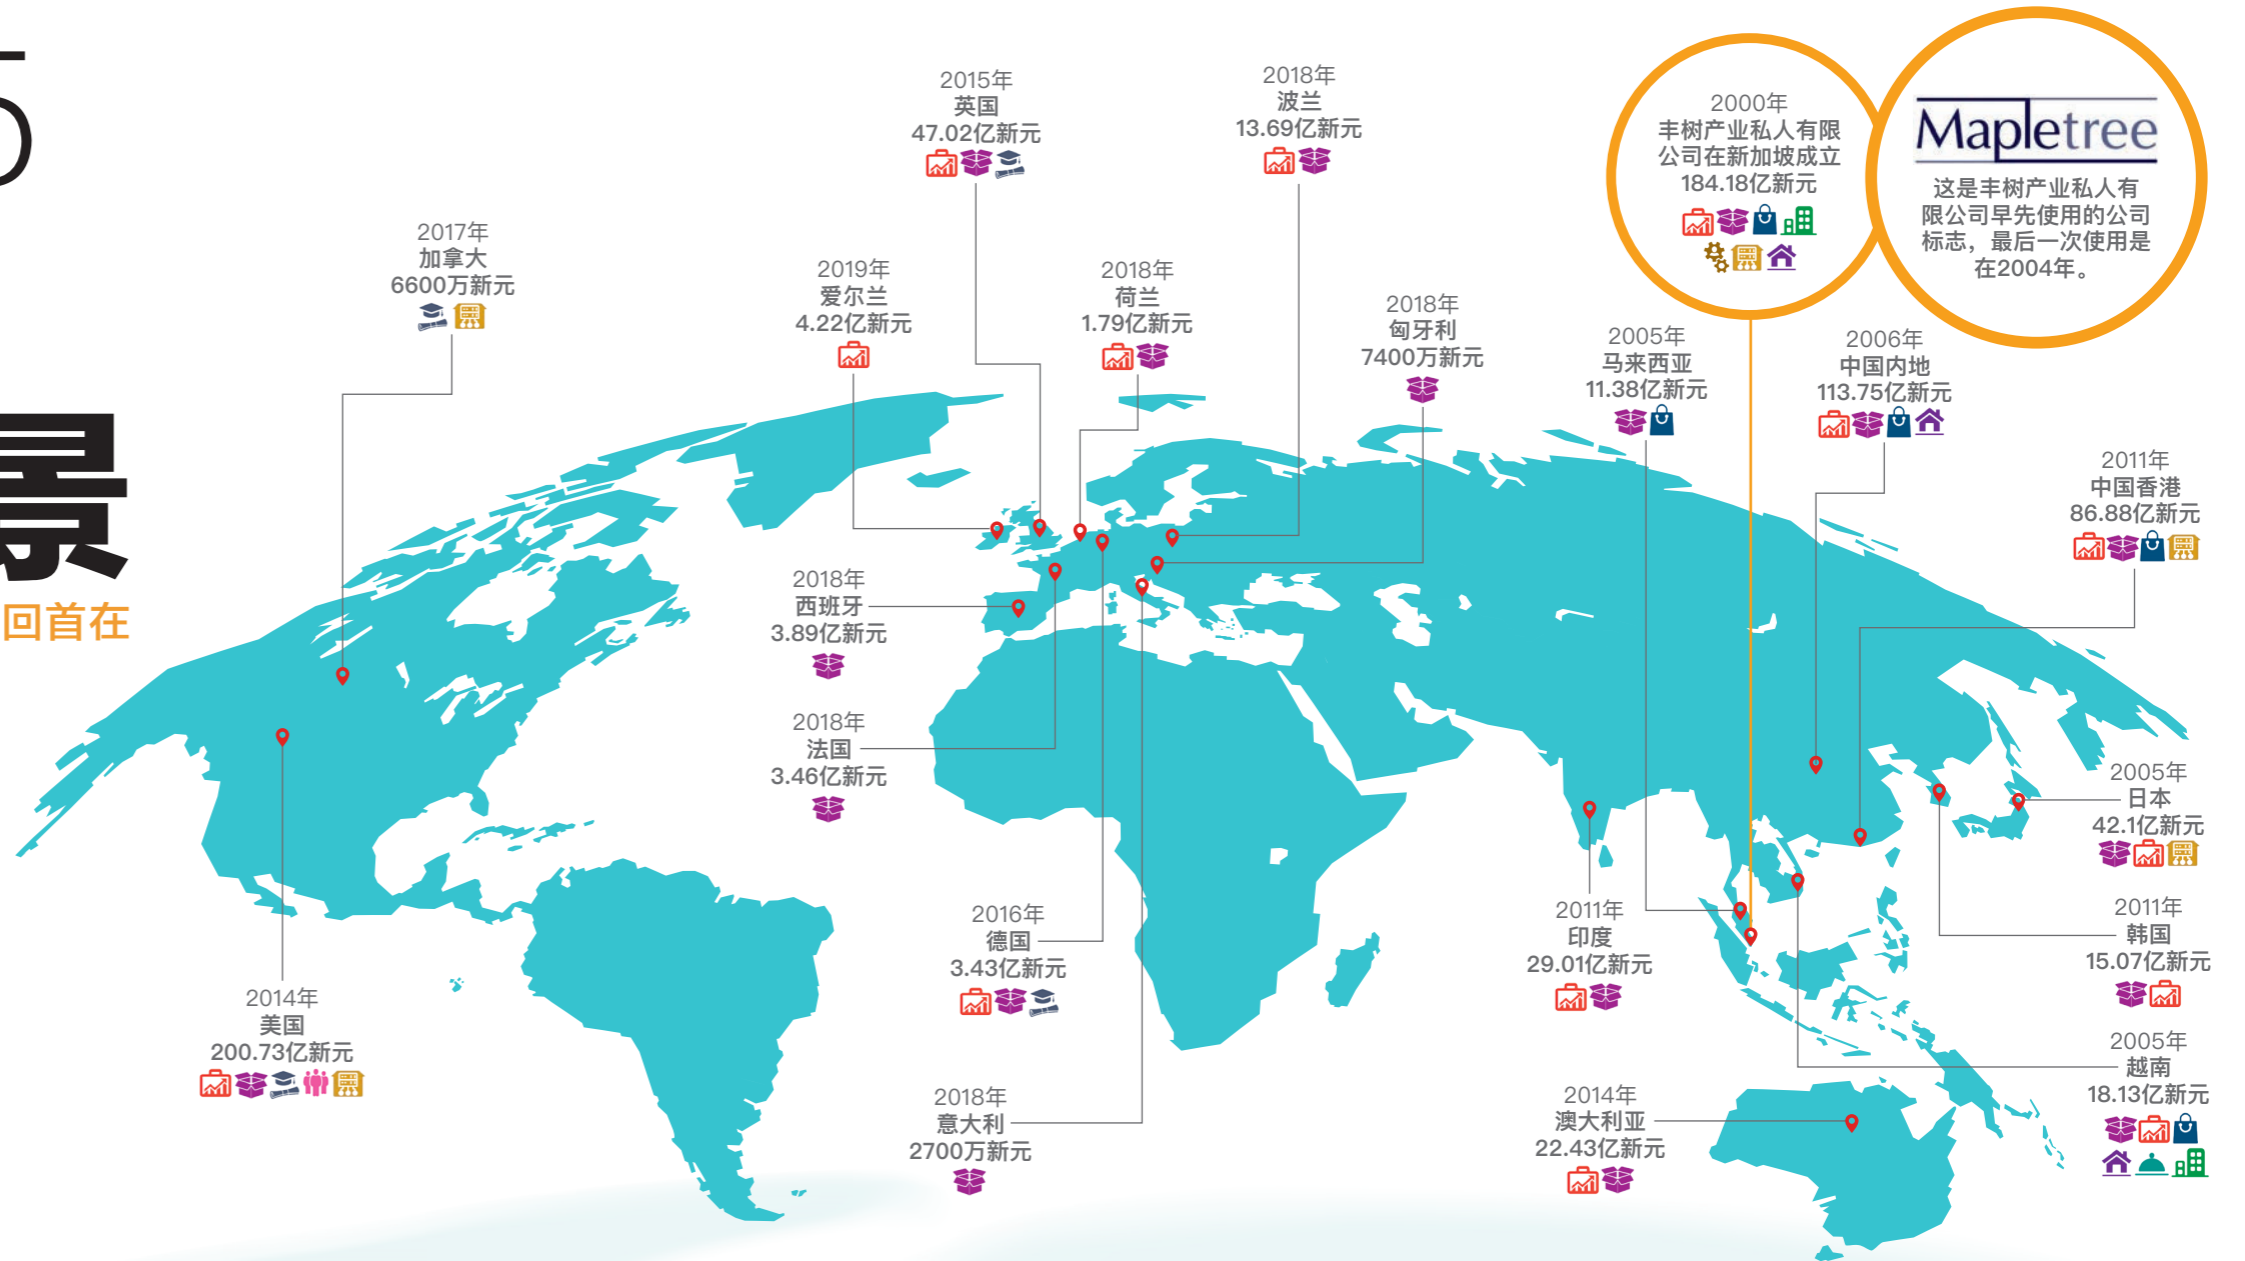 景
回首在
2015年
英国
47.02亿新元
2018年
波兰
13.69亿新元
2000年
丰树产业私人有限
公司在新加坡成立
184.18亿新元
Mapletree
这是丰树产业私人有
限公司早先使用的公司
标志，最后一次使用是
在2004年。
2017年
加拿大
6600万新元
2019年
爱尔兰
4.22亿新元
2018年
荷兰
1.79亿新元
2018年
匈牙利
7400万新元
2005年
马来西亚
11.38亿新元
2006年
中国内地
113.75亿新元
2011年
中国香港
86.88亿新元
2018年
西班牙
3.89亿新元
2018年
法国
3.46亿新元
2005年
日本
42.1亿新元
2016年
德国
3.43亿新元
2011年
印度
29.01亿新元
2011年
韩国
15.07亿新元
2014年
美国
200.73亿新元
2018年
意大利
2700万新元
2014年
澳大利亚
22.43亿新元
2005年
越南
18.13亿新元